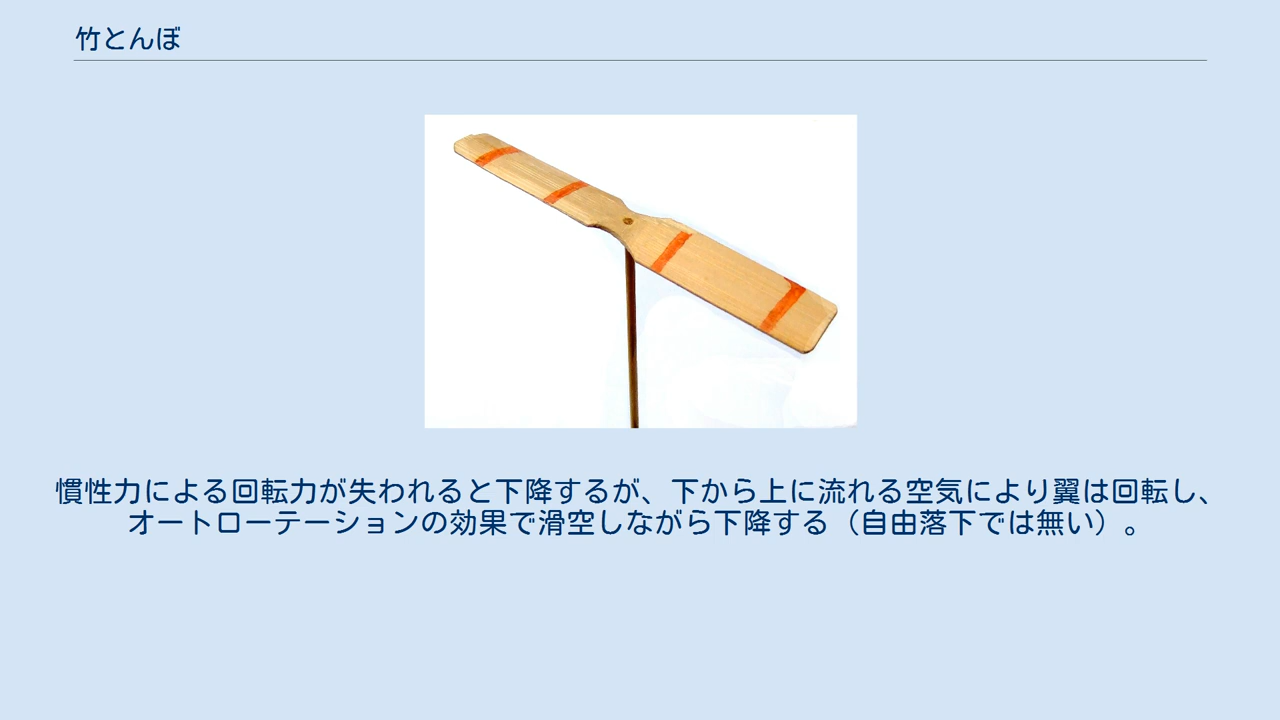 竹とんぼ
慣性力による回転力が失われると下降するが、下から上に流れる空気により翼は回転し、
オートローテーションの効果で滑空しながら下降する（自由落下では無い）。